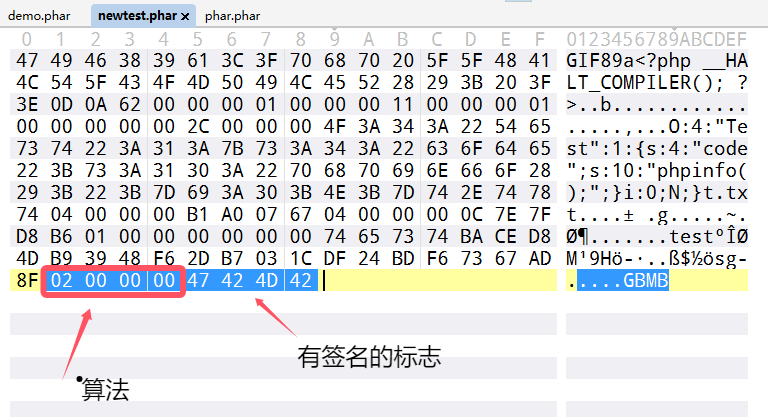 demo.phar newtest.phar × phar.phar
0 1 2 3 4 5 6 7 8 9 A B C D E F 0123456789ABCDEF
47 49 46 38 39 61 3C 3F 70 68 70 20 5F 5F 48 41 GIF89a<?php __HA
4C 54 5F 43 4F 4D 50 49 4C 45 52 28 29 3B 20 3F LT_COMPILER(); ?
3E 0D 0A 62 00 00 00 01 00 00 00 11 00 00 00 01 >..b............
00 00 00 00 00 2C 00 00 00 4F 3A 34 3A 22 54 65 .....,...O:4:"Te
73 74 22 3A 31 3A 7B 73 3A 34 3A 22 63 6F 64 65 st":1:{s:4:"code
22 3B 73 3A 31 30 3A 22 70 68 70 69 6E 66 6F 28 ";s:10:"phpinfo(
29 3B 22 3B 7D 69 3A 30 3B 4E 3B 7D 74 2E 74 78 );";}i:0;N;}t.tx
74 04 00 00 00 B1 A0 07 67 04 00 00 00 0C 7E 7F t....± .g.....~.
D8 B6 01 00 00 00 00 00 00 74 65 73 74 BA CE D8 Ø¶.......testºÎØ
4D B9 39 48 F6 2D B7 03 1C DF 24 BD F6 73 67 AD M¹9Hö-·..ß$½ösg-
8F 02 00 00 00 47 42 4D 42 .....GBMB
有签名的标志
算法